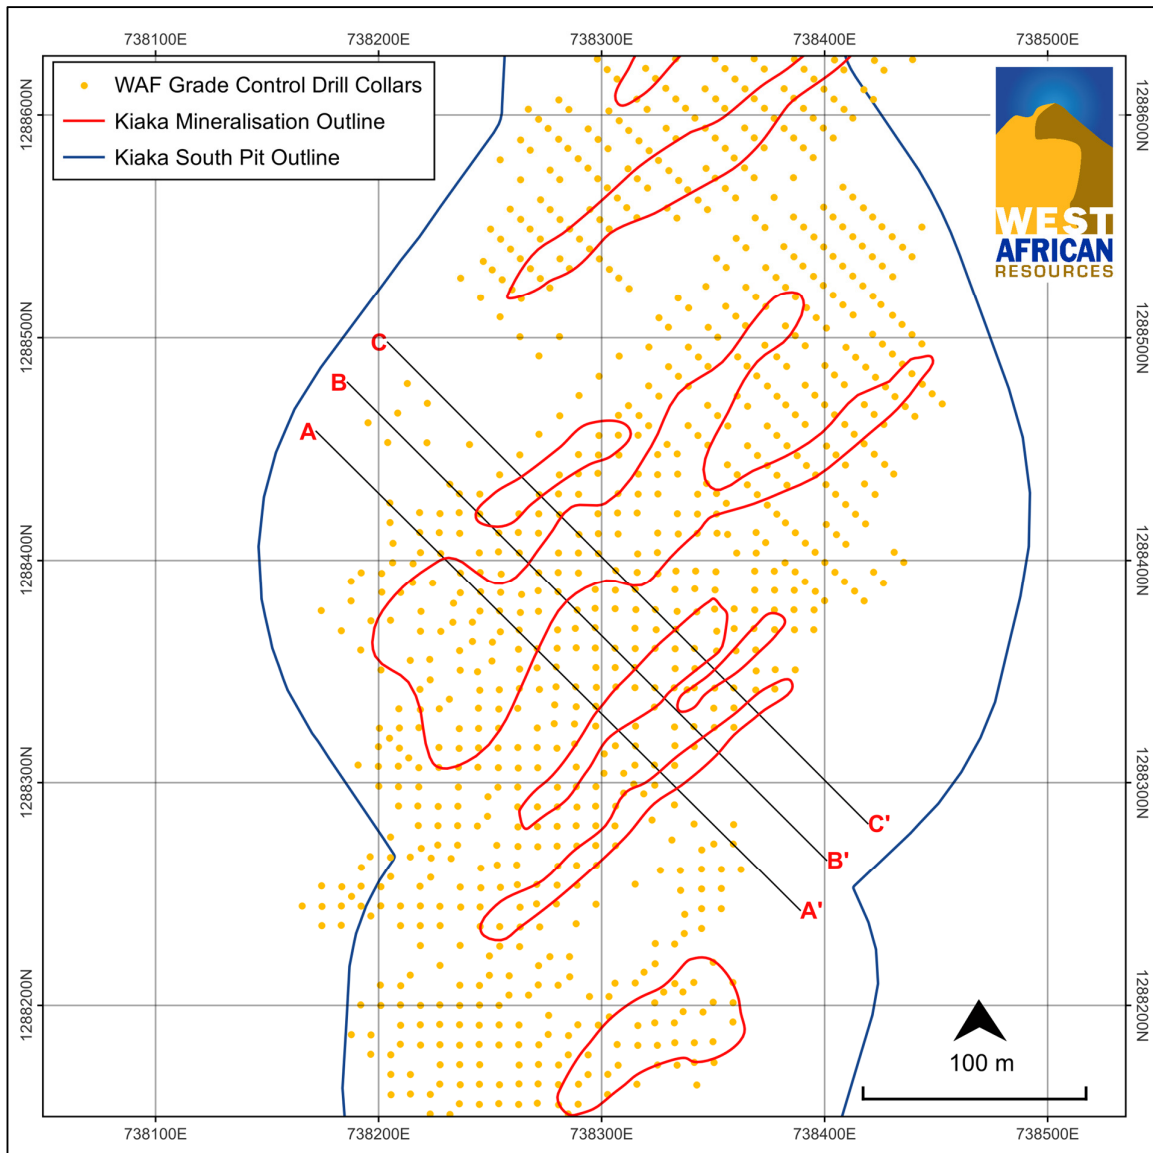 738100E 738200E 738300E 738400E 738500E
WAF Grade Control Drill Collars
Kiaka Mineralisation Outline
Kiaka South Pit Outline
WEST
AFRICAN
RESOURCES
1288600N 1288600N
1288500N 1288500N
C
B
A
1288400N 1288400N
1288300N 1288300N
C'
B'
A'
1288200N 1288200N
100 m
738100E 738200E 738300E 738400E 738500E